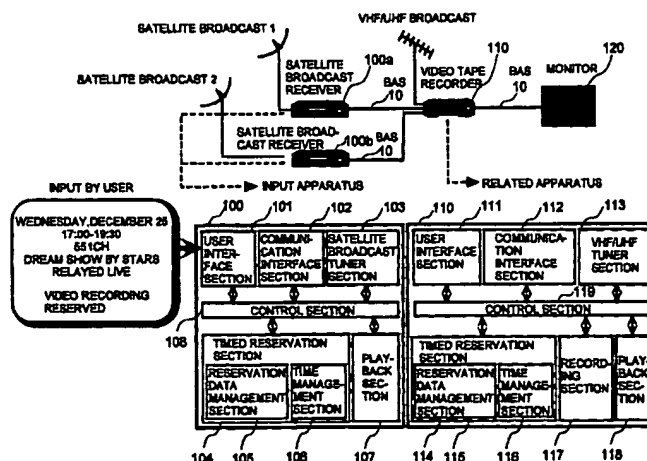 SATELLITE BROADCAST 1
VHF/UHF BROADCAST
SATELLITE
BROADCAST
RECEIVER
100a
110
VIDEO TAPE
RECORDER
120
MONITOR
SATELLITE BROADCAST 2
BAS
10
BAS
10
SATELLITE BROAD-
CAST RECEIVER
100b
BAS
10
INPUT APPARATUS
RELATED APPARATUS
INPUT BY USER
WEDNESDAY, DECEMBER 25
17:00-19:30
551CH
DREAM SHOW BY STARS
RELAYED LIVE
VIDEO RECORDING
RESERVED
100
101
102
103
USER
INTER-
FACE
SECTION
COMMUNI-
CATION
INTERFACE
SECTION
SATELLITE
BROADCAST
TUNER
SECTION
CONTROL SECTION
108
TIMED RESERVATION
SECTION
RESERVATION
DATA
MANAGEMENT
SECTION
TIME
MANAGE-
MENT
SECTION
PLAY-
BACK
SECTION
104
105
106
107
110
111
112
113
USER
INTERFACE
SECTION
COMMUNICA-
TION
INTERFACE
SECTION
VHF/UHF
TUNER
SECTION
119
CONTROL SECTION
TIMED RESERVATION
SECTION
RESERVATION
DATA
MANAGEMENT
SECTION
TIME
MANAGE-
MENT
SECTION
RECORD-
ING
SECTION
PLAY-
BACK
SEC-
TION
114
115
116
117
118